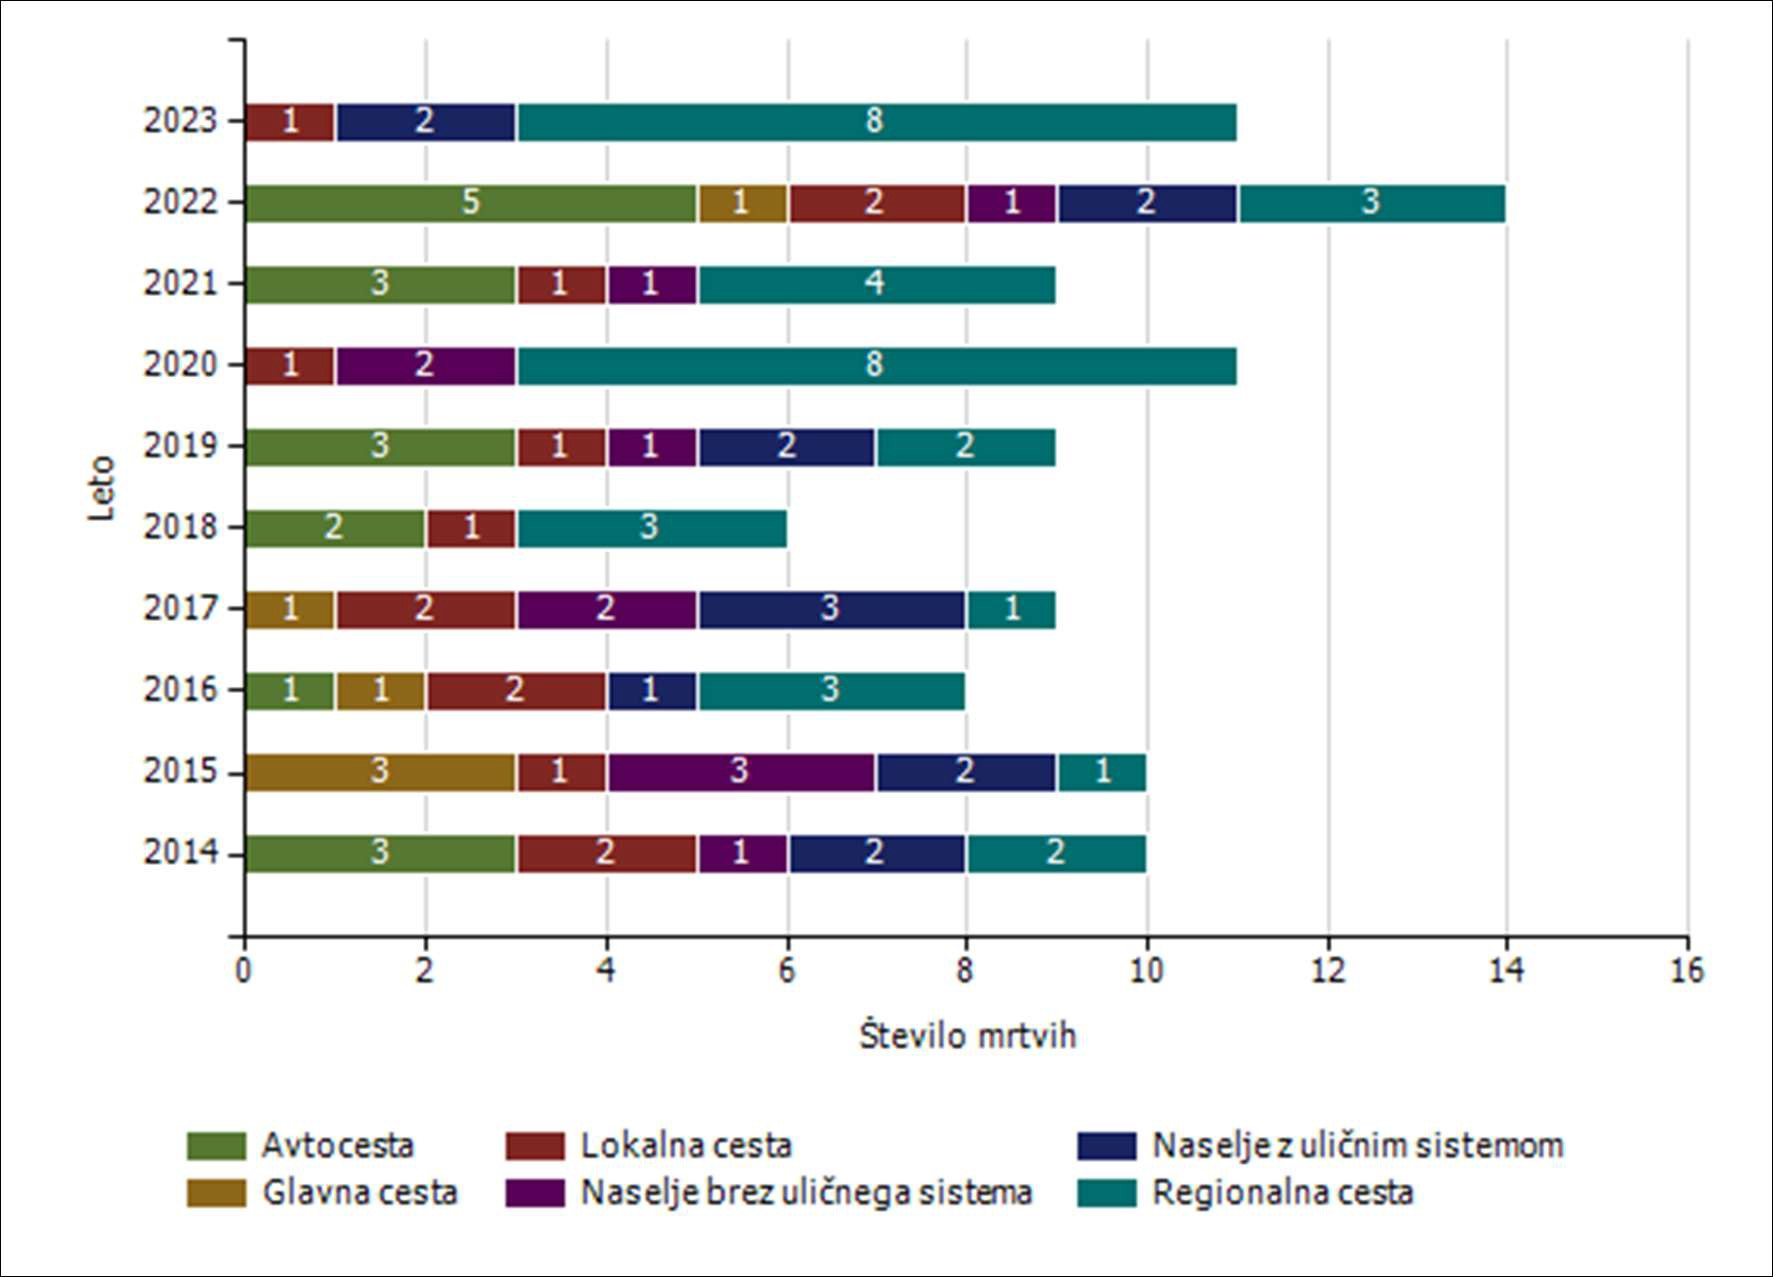 2023 1 2 8
2022 5 1 2 1 2 3
2021 3 1 1 4
2020 1 2 8
2019 3 1 1 2 2
2018 2 1 3
2017 1 2 2 3 1
2016 1 1 2 1 3
2015 3 1 3 2 1
2014 3 2 1 2 2
Leto
0 2 4 6 8 10 12 14 16
Število mrtvih
Avtocesta Lokalna cesta Naselje z uličnim sistemom
Glavna cesta Naselje brez uličnega sistema Regionalna cesta